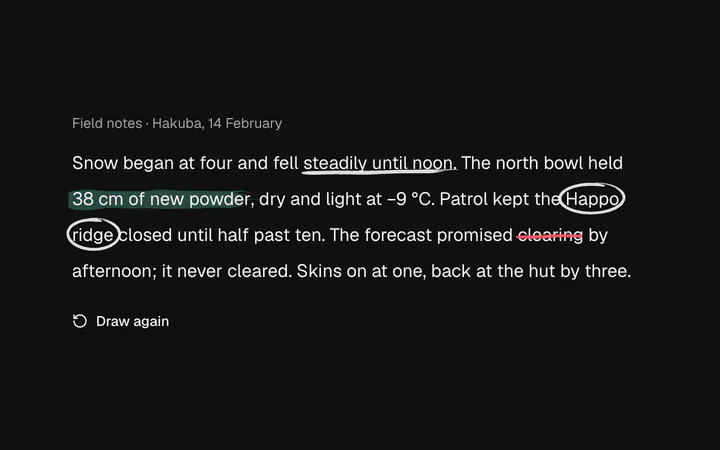 Field notes · Hakuba, 14 February
Snow began at four and fell steadily until noon. The north bowl held
38 cm of new powder, dry and light at −9 °C. Patrol kept the Happo
ridge closed until half past ten. The forecast promised clearing by
afternoon; it never cleared. Skins on at one, back at the hut by three.
Draw again